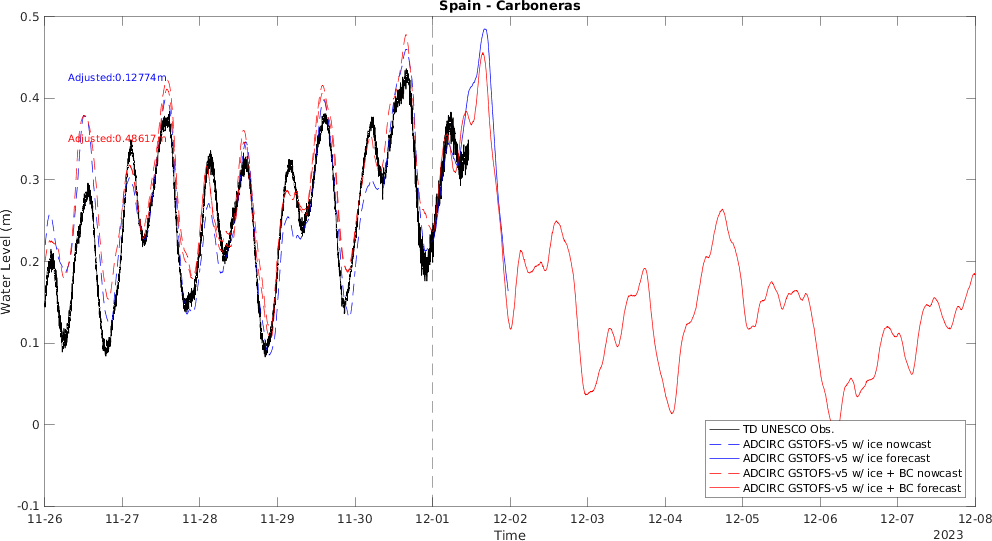 Spain - Carboneras
0.5
0.4
0.3
0.2
0.1
0
-0.1
Water Level (m)
Adjusted:0.12774m
Adjusted:0.48617m
TD UNESCO Obs.
ADCIRC GSTOFS-v5 w/ ice nowcast
ADCIRC GSTOFS-v5 w/ ice forecast
ADCIRC GSTOFS-v5 w/ ice + BC nowcast
ADCIRC GSTOFS-v5 w/ ice + BC forecast
11-26 11-27 11-28 11-29 11-30 12-01 12-02 12-03 12-04 12-05 12-06 12-07 12-08
Time
2023